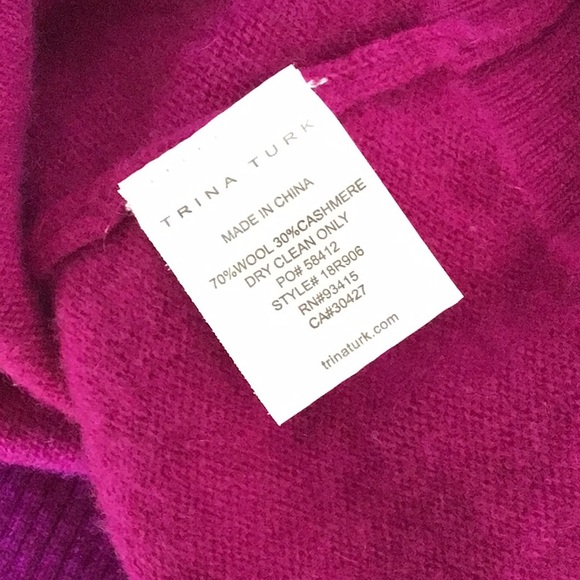 TRINA TURK
MADE IN CHINA
70%WOOL 30%CASHMERE
DRY CLEAN ONLY
PO# 58412
STYLE# 18R906
RN#93415
CA#30427
trinaturk.com